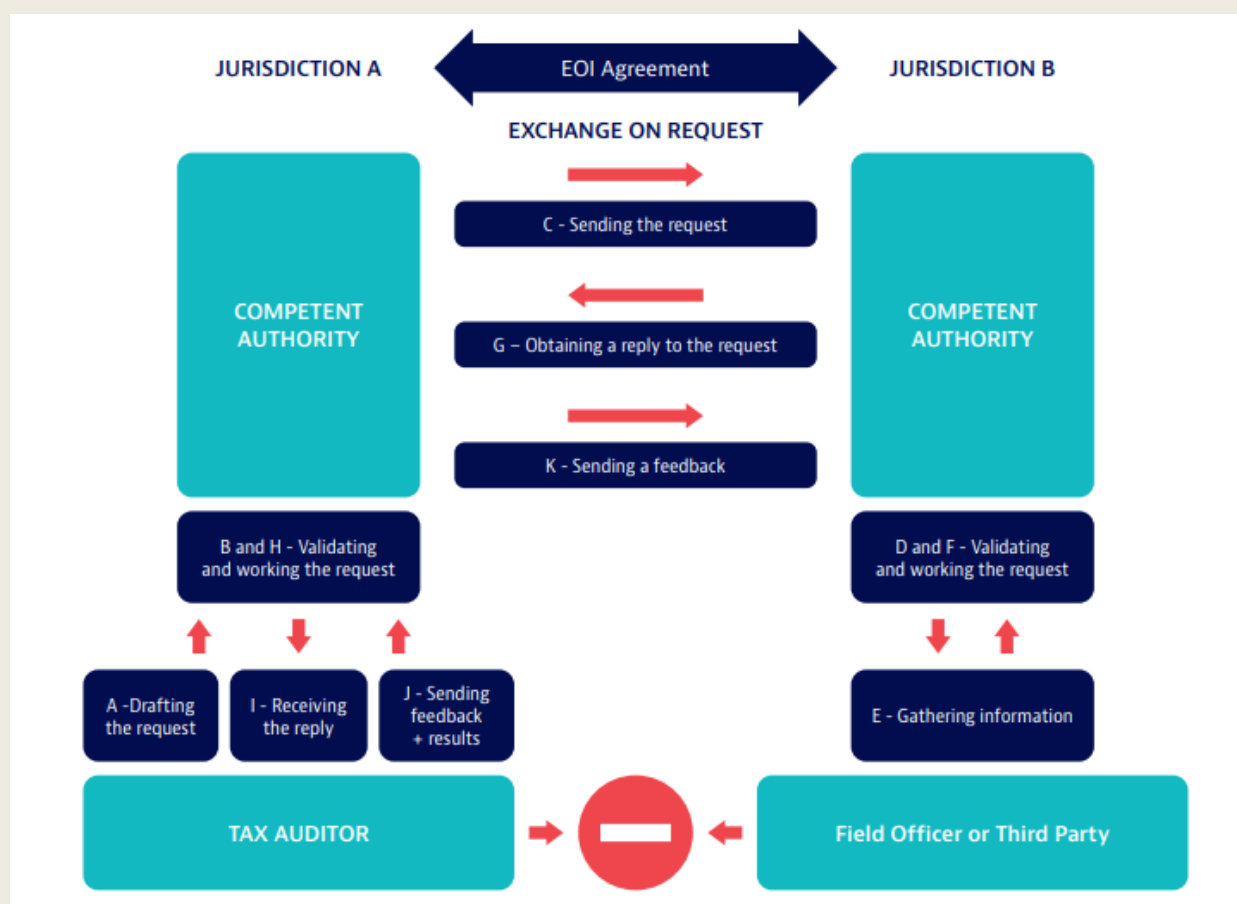 JURISDICTION A
EOI Agreement
JURISDICTION B
EXCHANGE ON REQUEST
C - Sending the request
COMPETENT
AUTHORITY
G – Obtaining a reply to the request
COMPETENT
AUTHORITY
K - Sending a feedback
B and H - Validating
and working the request
D and F - Validating
and working the request
A -Drafting
the request
I - Receiving
the reply
J - Sending
feedback
+ results
E - Gathering information
TAX AUDITOR
Field Officer or Third Party